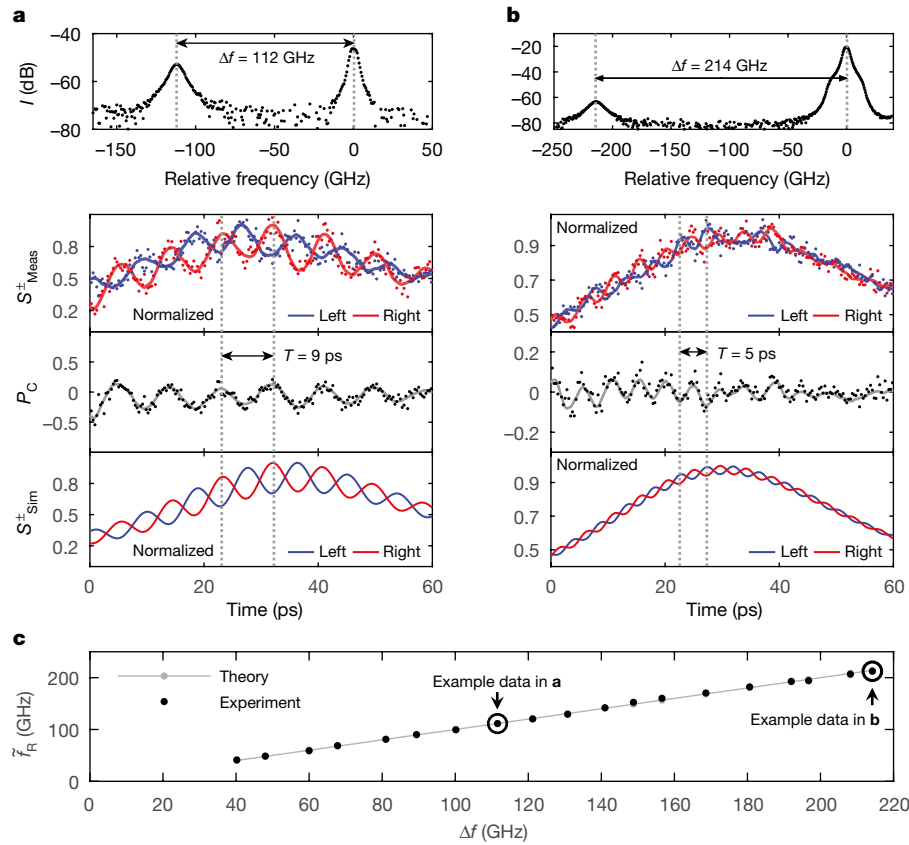 a
I (dB)
−40
−60
−80
Δf = 112 GHz
−150
−100
−50
0
50
Relative frequency (GHz)
b
−20
−40
−60
−80
Δf = 214 GHz
−250
−200
−150
−100
−50
0
Relative frequency (GHz)
S±Meas
0.8
0.5
0.2
Normalized
Left
Right
PC
0.5
0
−0.5
T = 9 ps
S±Sim
0.8
0.5
0.2
Normalized
Left
Right
0
20
40
60
Time (ps)
Normalized
0.9
0.7
0.5
Left
Right
0.2
0
−0.2
T = 5 ps
Normalized
0.9
0.7
0.5
Left
Right
0
20
40
60
Time (ps)
c
f̃R (GHz)
200
100
0
Theory
Experiment
Example data in a
Example data in b
0
20
40
60
80
100
120
140
160
180
200
220
Δf (GHz)